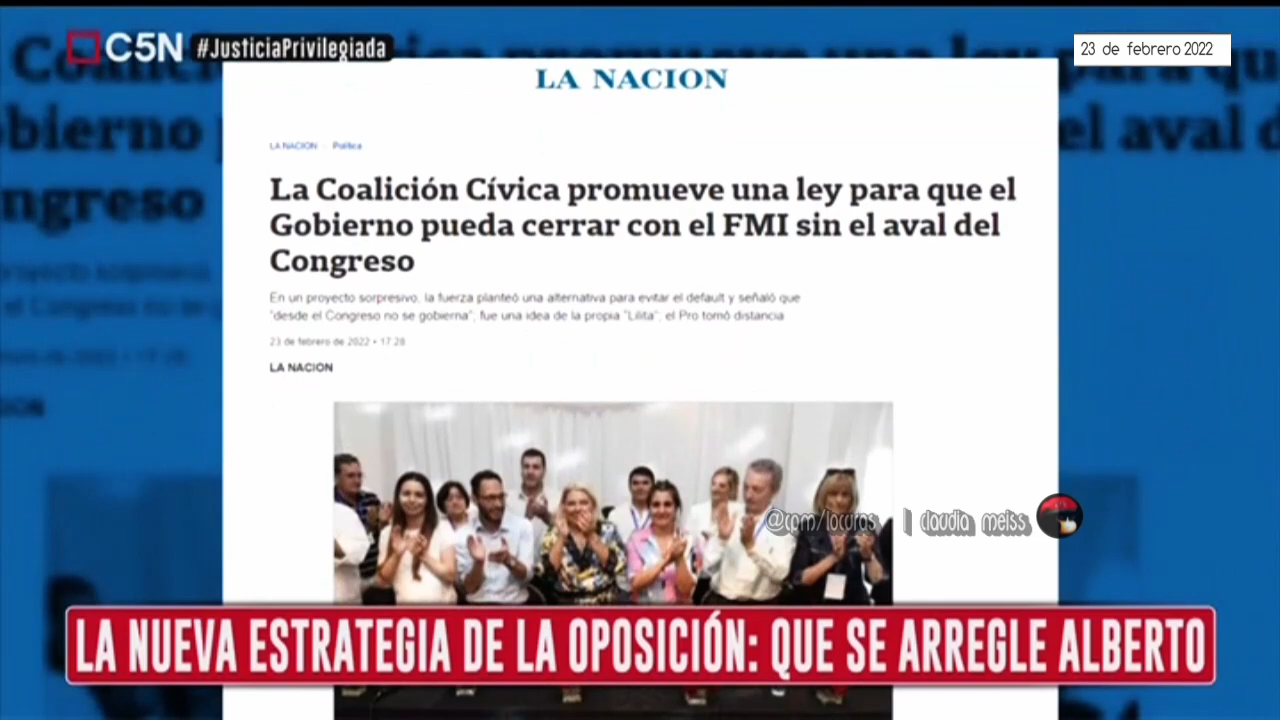 C5N #JusticiaPrivilegiada
23 de febrero 2022
LA NACION
LA NACION Política
La Coalición Cívica promueve una ley para que el
Gobierno pueda cerrar con el FMI sin el aval del
Congreso
En un proyecto sorpresivo, la fuerza planteó una alternativa para evitar el default y señaló que
"desde el Congreso no se gobierna"; fue una idea de la propia "Lilita"; el Pro tomó distancia
23 de febrero de 2022 • 17:28
LA NACION
@cpm/locuras | claudia meiss
LA NUEVA ESTRATEGIA DE LA OPOSICIÓN: QUE SE ARREGLE ALBERTO